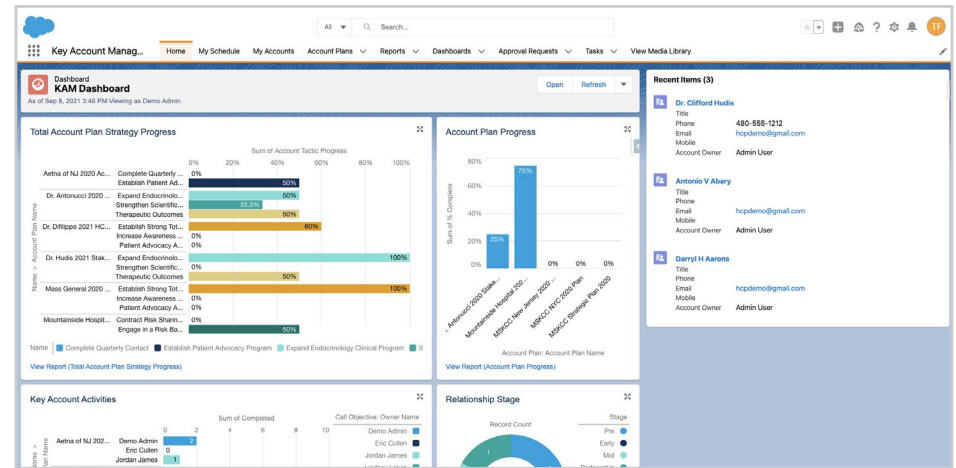 All
Search...
TF
Key Account Manag...
Home
My Schedule
My Accounts
Account Plans
Reports
Dashboards
Approval Requests
Tasks
View Media Library
Dashboard
KAM Dashboard
As of Sep 8, 2021 3:46 PM·Viewing as Demo Admin
Open
Refresh
Total Account Plan Strategy Progress
Sum of Account Tactic Progress
0% 20% 40% 60% 80% 100%
Name > Account Plan Name
Aetna of NJ 2020 Ac... Complete Quarterly ... 0%
Establish Patient Ad... 50%
Dr. Antonucci 2020 ... Expand Endocrinolo... 50%
Strengthen Scientific... 33.3%
Therapeutic Outcomes 50%
Dr. Difilippo 2021 HC... Establish Strong Tot... 60%
Increase Awareness ... 0%
Patient Advocacy A... 0%
Dr. Hudis 2021 Stak... Expand Endocrinolo... 100%
Strengthen Scientific... 0%
Therapeutic Outcomes 50%
Mass General 2020 ... Establish Strong Tot... 100%
Increase Awareness ... 0%
Patient Advocacy A... 0%
Mountainside Hospit... Contract Risk Sharin... 0%
Engage in a Risk Ba... 50%
Name Complete Quarterly Contact Establish Patient Advocacy Program Expand Endocrinology Clinical Program S
View Report (Total Account Plan Strategy Progress)
Account Plan Progress
Sum of % Complete
80%
60%
40%
20%
0%
25%
75%
0%
0%
0%
Antonucci 2020 Stake...
Mountainside Hospital 202...
MSKCC New Jersey 2020 ...
MSKCC NYC 2020 Plan
MSKCC Strategic Plan 2020
Account Plan: Account Plan Name
View Report (Account Plan Progress)
Recent Items (3)
Dr. Clifford Hudis
Title
Phone 480-555-1212
Email hcpdemo@gmail.com
Mobile
Account Owner Admin User
Antonio V Abary
Title
Phone
Email hcpdemo@gmail.com
Mobile
Account Owner Admin User
Darryl H Aarons
Title
Phone
Email hcpdemo@gmail.com
Mobile
Account Owner Admin User
Key Account Activities
Sum of Completed
0 2 4 6 8 10
Aetna of NJ 202... Demo Admin 2
Eric Cullen 0
Jordan James 1
Call Objective: Owner Name
Demo Admin
Eric Cullen
Jordan James
Relationship Stage
Record Count
1
Stage
Pre
Early
Mid